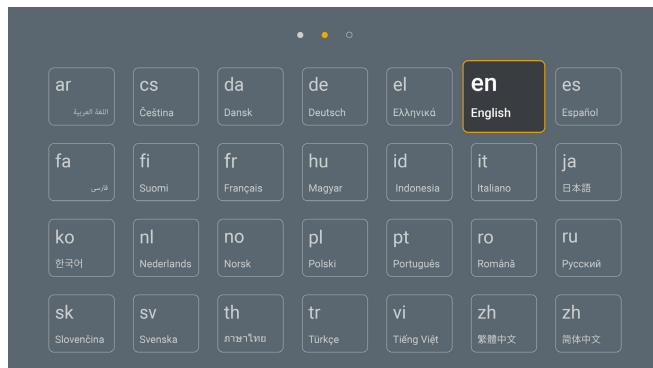 ar
اللغة العربية
cs
Čeština
da
Dansk
de
Deutsch
el
Ελληνικά
en
English
es
Español
fa
فارسی
fi
Suomi
fr
Français
hu
Magyar
id
Indonesia
it
Italiano
ja
日本語
ko
한국어
nl
Nederlands
no
Norsk
pl
Polski
pt
Português
ro
Română
ru
Русский
sk
Slovenčina
sv
Svenska
th
ภาษาไทย
tr
Türkçe
vi
Tiếng Việt
zh
繁體中文
zh
简体中文